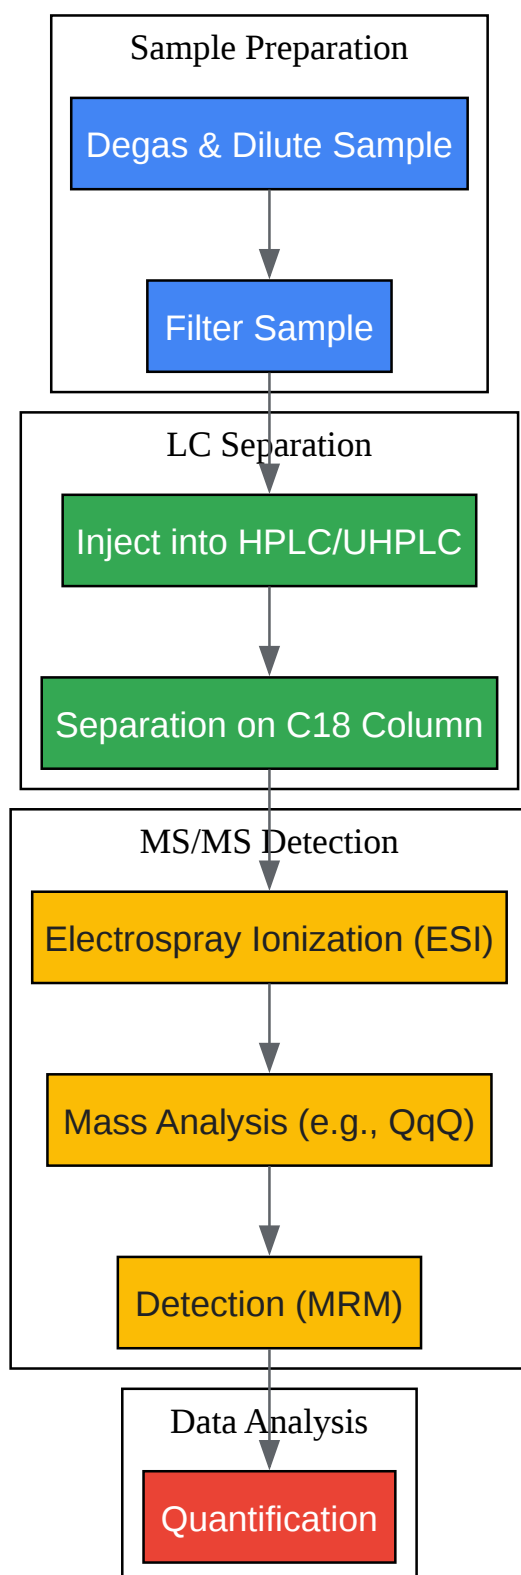 Sample Preparation
Degas & Dilute Sample
Filter Sample
LC Separation
Inject into HPLC/UHPLC
Separation on C18 Column
MS/MS Detection
Electrospray Ionization (ESI)
Mass Analysis (e.g., QqQ)
Detection (MRM)
Data Analysis
Quantification